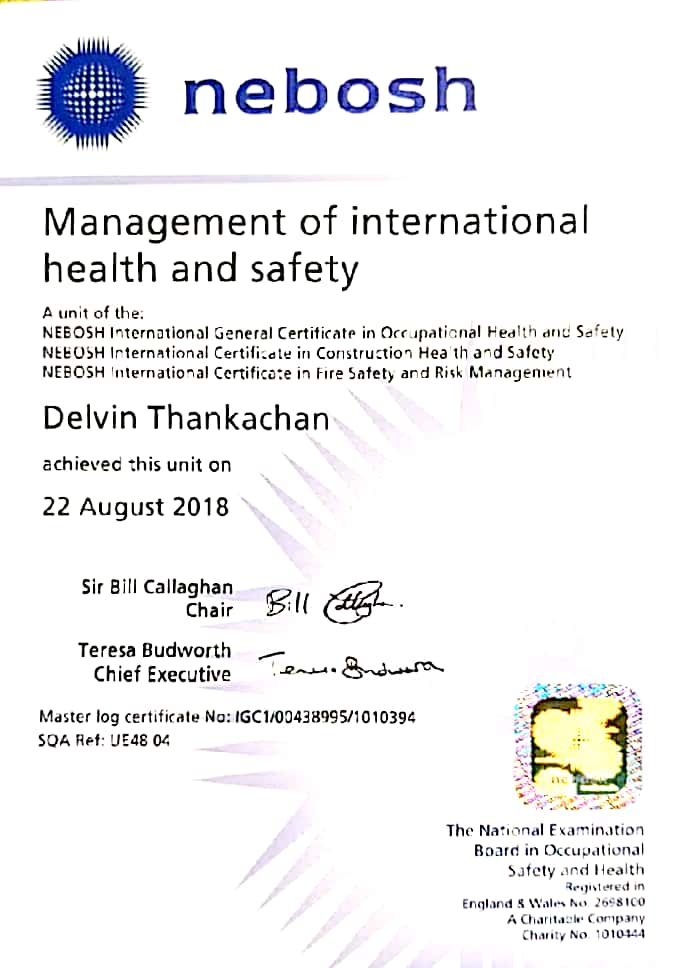 nebosh
Management of international
health and safety
A unit of the:
NEBOSH International General Certificate in Occupational Health and Safety
NEBOSH International Certificate in Construction Health and Safety
NEBOSH International Certificate in Fire Safety and Risk Management
Delvin Thankachan
achieved this unit on
22 August 2018
Sir Bill Callaghan
Chair
Bill Callaghan
Teresa Budworth
Chief Executive
Teresa Budworth
Master log certificate No: IGC1/00438995/1010394
SQA Ref: UE48 04
nebosh
The National Examination
Board in Occupational
Safety and Health
Registered in
England & Wales No. 2698100
A Charitable Company
Charity No. 1010444